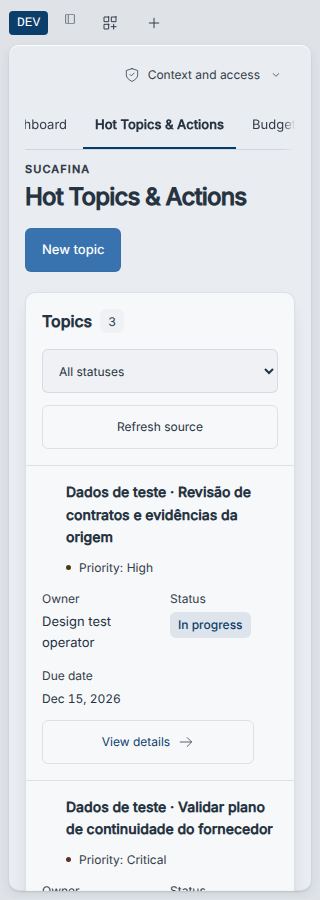 DEV
Context and access
hboard
Hot Topics & Actions
Budge
SUCAFINA
Hot Topics & Actions
New topic
Topics
3
All statuses
Refresh source
Dados de teste · Revisão de
contratos e evidências da
origem
Priority: High
Owner
Status
Design test
operator
In progress
Due date
Dec 15, 2026
View details
Dados de teste · Validar plano
de continuidade do fornecedor
Priority: Critical
Owner
Status